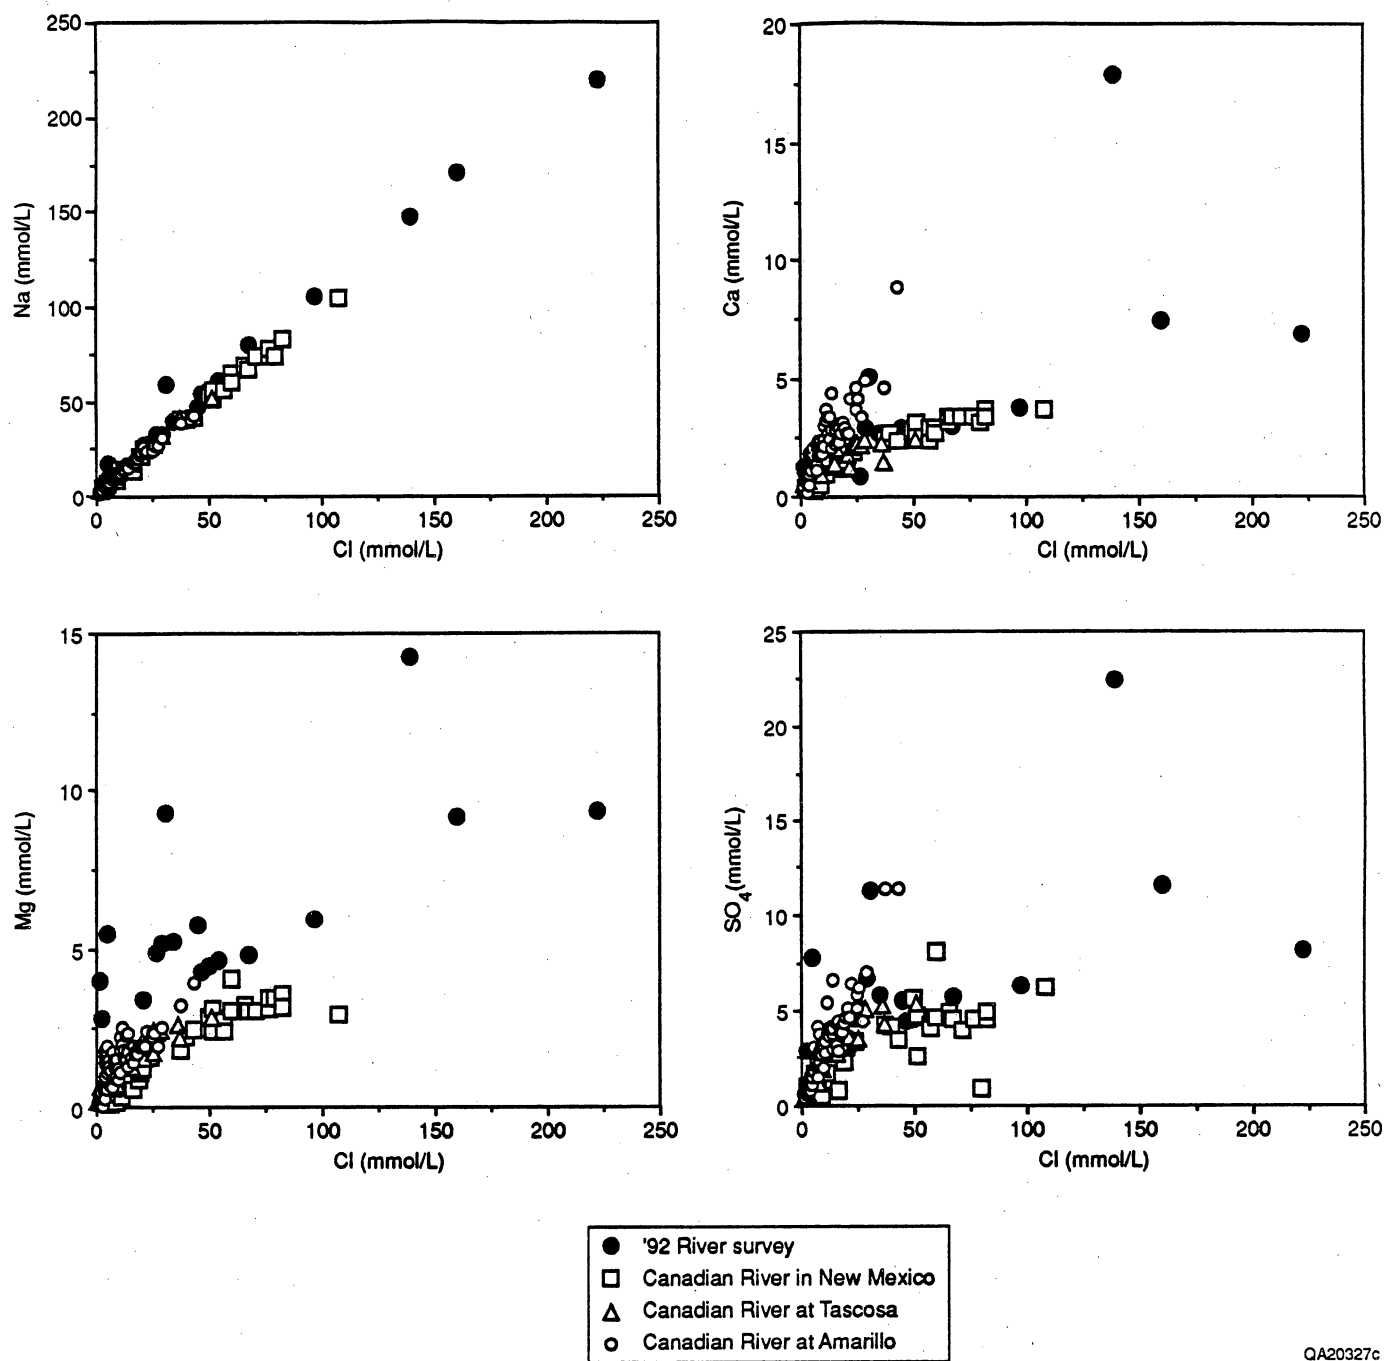 250
200
150
100
50
0
Na (mmol/L)
0 50 100 150 200 250
Cl (mmol/L)
20
15
10
5
0
Ca (mmol/L)
0 50 100 150 200 250
Cl (mmol/L)
15
10
5
0
Mg (mmol/L)
0 50 100 150 200 250
Cl (mmol/L)
25
20
15
10
5
0
SO4 (mmol/L)
0 50 100 150 200 250
Cl (mmol/L)
'92 River survey
Canadian River in New Mexico
Canadian River at Tascosa
Canadian River at Amarillo
QA20327c